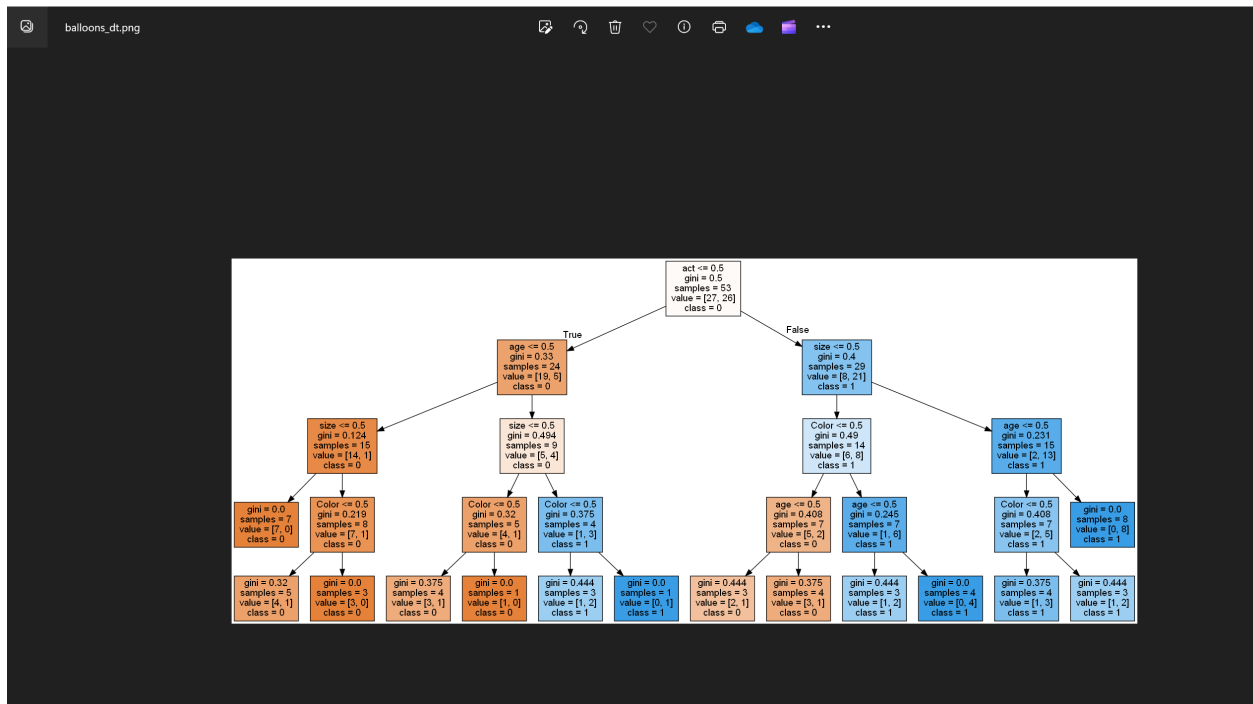 balloons_dt.png
act <= 0.5
gini = 0.5
samples = 53
value = [27, 26]
class = 0
True
False
age <= 0.5
gini = 0.33
samples = 24
value = [19, 5]
class = 0
size <= 0.5
gini = 0.4
samples = 29
value = [8, 21]
class = 1
size <= 0.5
gini = 0.124
samples = 15
value = [14, 1]
class = 0
size <= 0.5
gini = 0.494
samples = 9
value = [5, 4]
class = 0
Color <= 0.5
gini = 0.49
samples = 14
value = [6, 8]
class = 1
age <= 0.5
gini = 0.231
samples = 15
value = [2, 13]
class = 1
gini = 0.0
samples = 7
value = [7, 0]
class = 0
Color <= 0.5
gini = 0.219
samples = 8
value = [7, 1]
class = 0
Color <= 0.5
gini = 0.32
samples = 5
value = [4, 1]
class = 0
Color <= 0.5
gini = 0.375
samples = 4
value = [1, 3]
class = 1
age <= 0.5
gini = 0.408
samples = 7
value = [5, 2]
class = 0
age <= 0.5
gini = 0.245
samples = 7
value = [1, 6]
class = 1
Color <= 0.5
gini = 0.408
samples = 7
value = [2, 5]
class = 1
gini = 0.0
samples = 8
value = [0, 8]
class = 1
gini = 0.32
samples = 5
value = [4, 1]
class = 0
gini = 0.0
samples = 3
value = [3, 0]
class = 0
gini = 0.375
samples = 4
value = [3, 1]
class = 0
gini = 0.0
samples = 1
value = [1, 0]
class = 0
gini = 0.444
samples = 3
value = [1, 2]
class = 1
gini = 0.0
samples = 1
value = [0, 1]
class = 1
gini = 0.444
samples = 3
value = [2, 1]
class = 0
gini = 0.375
samples = 4
value = [3, 1]
class = 0
gini = 0.444
samples = 3
value = [1, 2]
class = 1
gini = 0.0
samples = 4
value = [0, 4]
class = 1
gini = 0.375
samples = 4
value = [1, 3]
class = 1
gini = 0.444
samples = 3
value = [1, 2]
class = 1